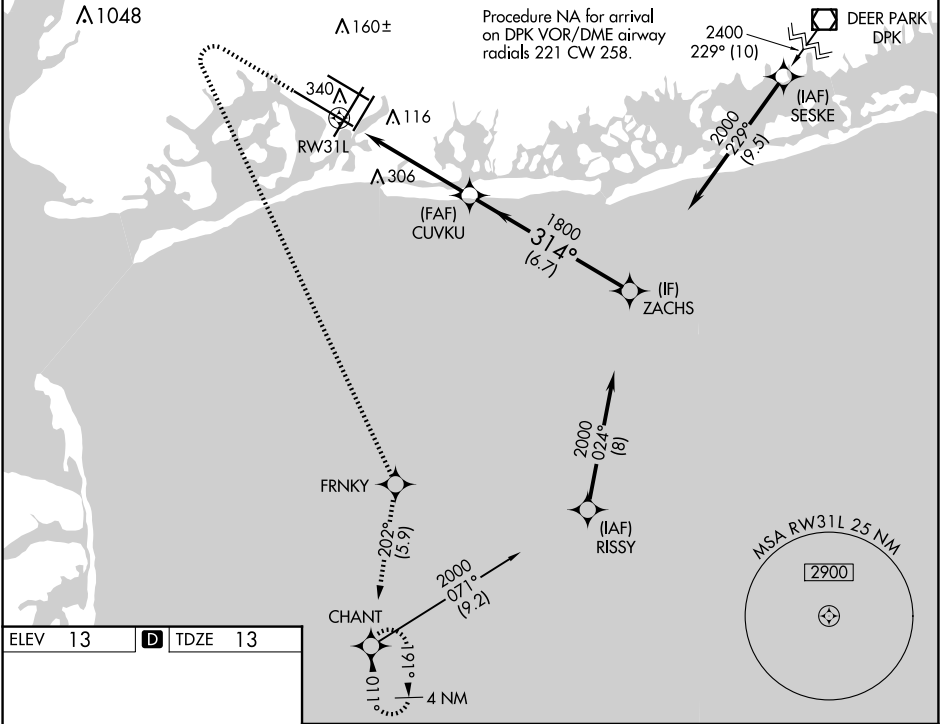 1048
160±
Procedure NA for arrival
on DPK VOR/DME airway
radials 221 CW 258.
2400
229° (10)
DEER PARK
DPK
(IAF)
SESKE
2000
229°
(9.5)
340
RW31L
116
306
(FAF)
CUVKU
1800
314°
(6.7)
(IF)
ZACHS
FRNKY
202°
(5.9)
2000
024°
(8)
(IAF)
RISSY
CHANT
2000
071°
(9.2)
191°
011°
4 NM
MSA RW31L 25 NM
2900
ELEV 13 D TDZE 13